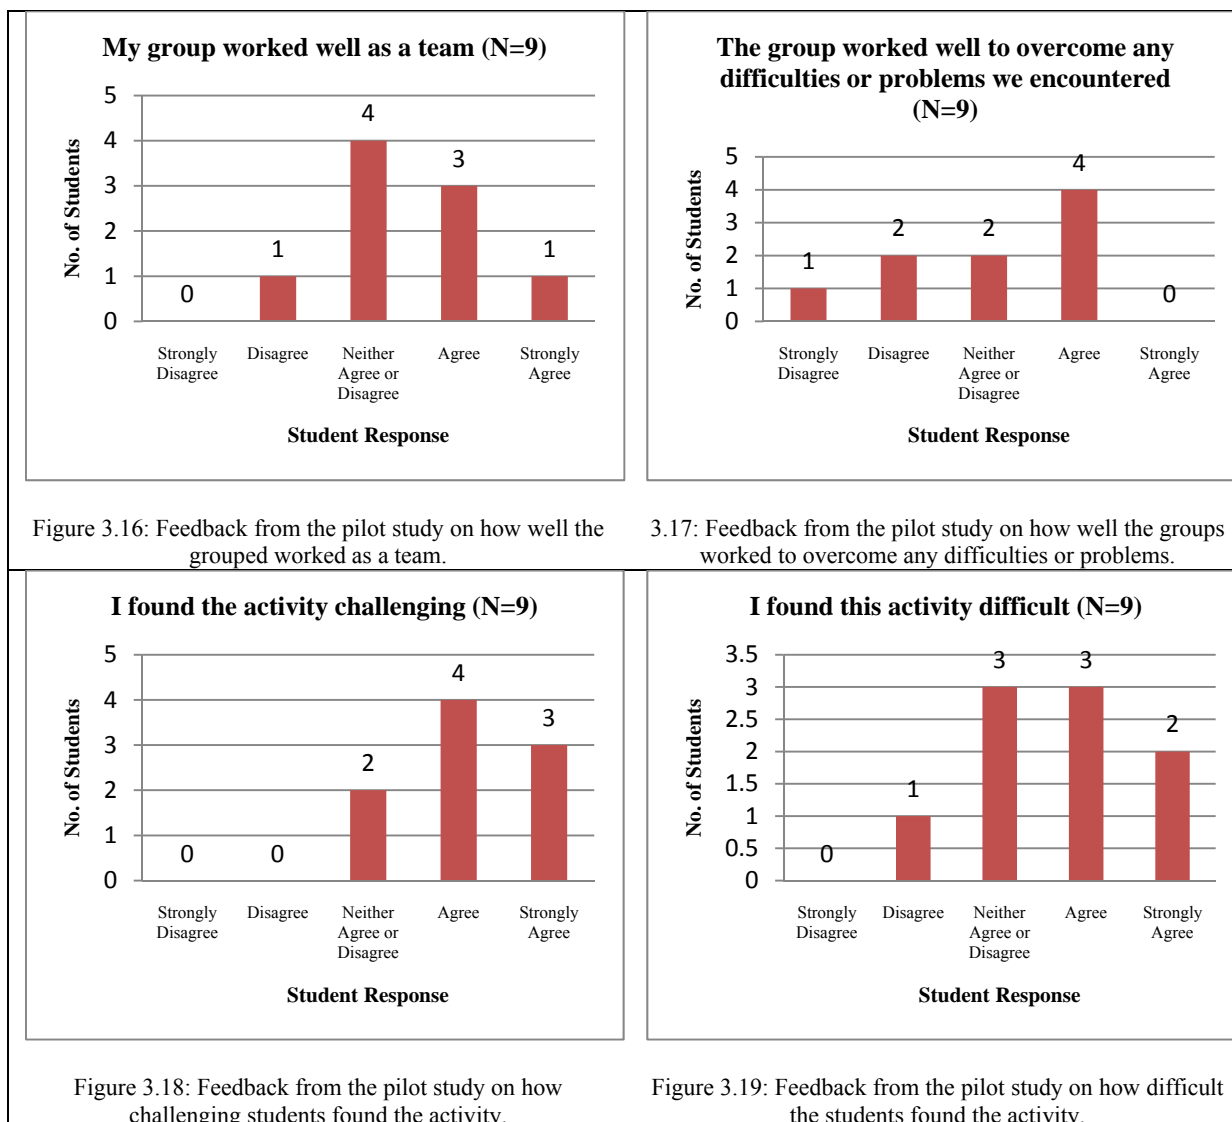 My group worked well as a team (N=9)
No. of Students
5
4
3
2
1
0
0
1
4
3
1
Strongly Disagree
Disagree
Neither Agree or Disagree
Agree
Strongly Agree
Student Response
Figure 3.16: Feedback from the pilot study on how well the
grouped worked as a team.
The group worked well to overcome any
difficulties or problems we encountered
(N=9)
No. of Students
5
4
3
2
1
0
1
2
2
4
0
Strongly Disagree
Disagree
Neither Agree or Disagree
Agree
Strongly Agree
Student Response
3.17: Feedback from the pilot study on how well the groups
worked to overcome any difficulties or problems.
I found the activity challenging (N=9)
No. of Students
5
4
3
2
1
0
0
0
2
4
3
Strongly Disagree
Disagree
Neither Agree or Disagree
Agree
Strongly Agree
Student Response
Figure 3.18: Feedback from the pilot study on how
challenging students found the activity.
I found this activity difficult (N=9)
No. of Students
3.5
3
2.5
2
1.5
1
0.5
0
0
1
3
3
2
Strongly Disagree
Disagree
Neither Agree or Disagree
Agree
Strongly Agree
Student Response
Figure 3.19: Feedback from the pilot study on how difficult
the students found the activity.